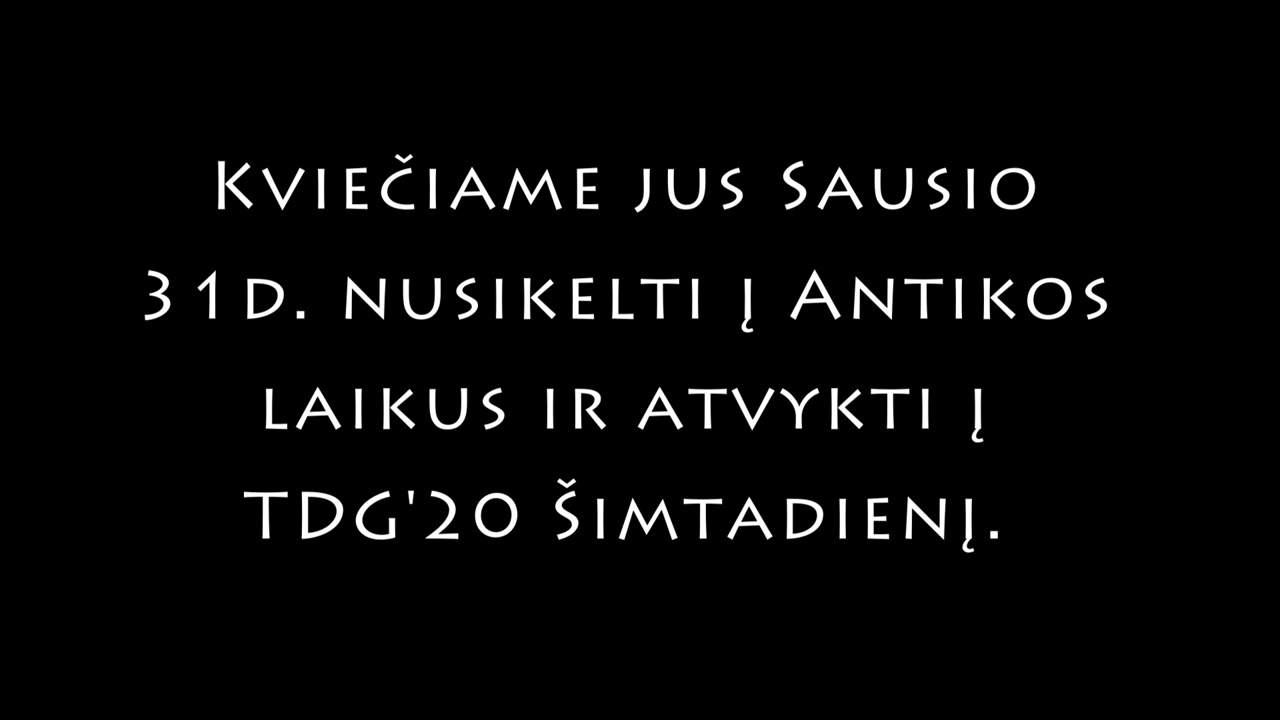 Kviečiame jus Sausio
31d. nusikelti į Antikos
laikus ir atvykti į
TDG'20 Šimtadienį.